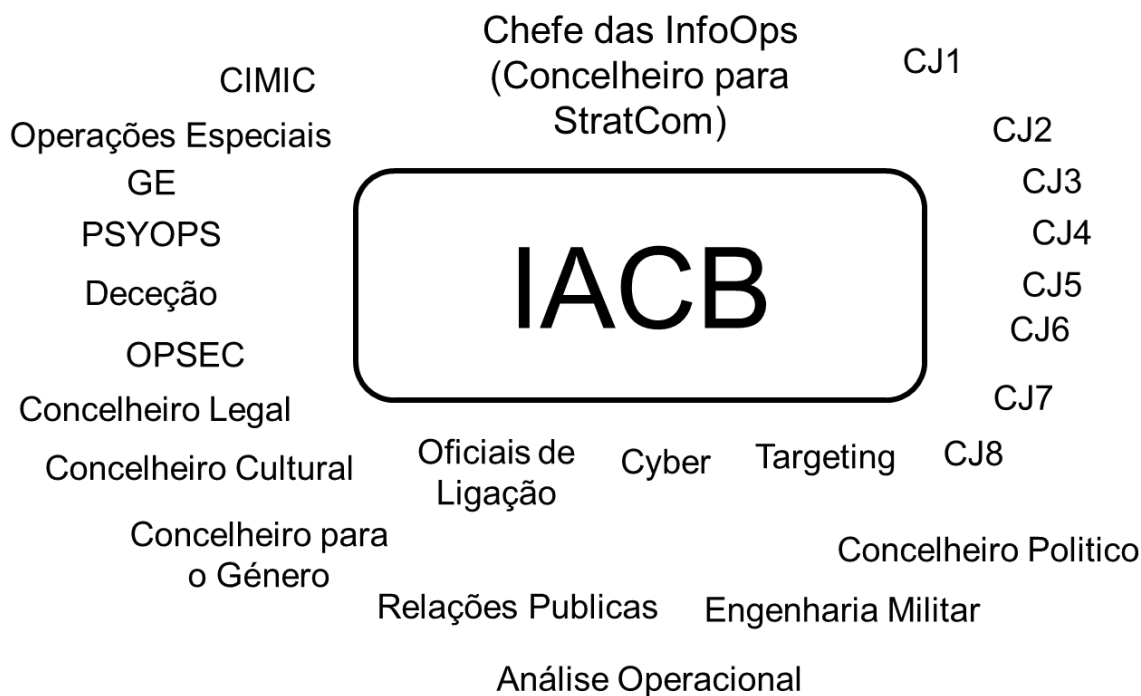 Chefe das InfoOps
(Concelheiro para
StratCom)
CJ1
CIMIC
CJ2
Operações Especiais
CJ3
GE
CJ4
PSYOPS
IACB
CJ5
Deceção
CJ6
OPSEC
CJ7
Concelheiro Legal
Oficiais de
Ligação
Cyber
Targeting
CJ8
Concelheiro Cultural
Concelheiro para
o Género
Concelheiro Politico
Relações Publicas
Engenharia Militar
Análise Operacional